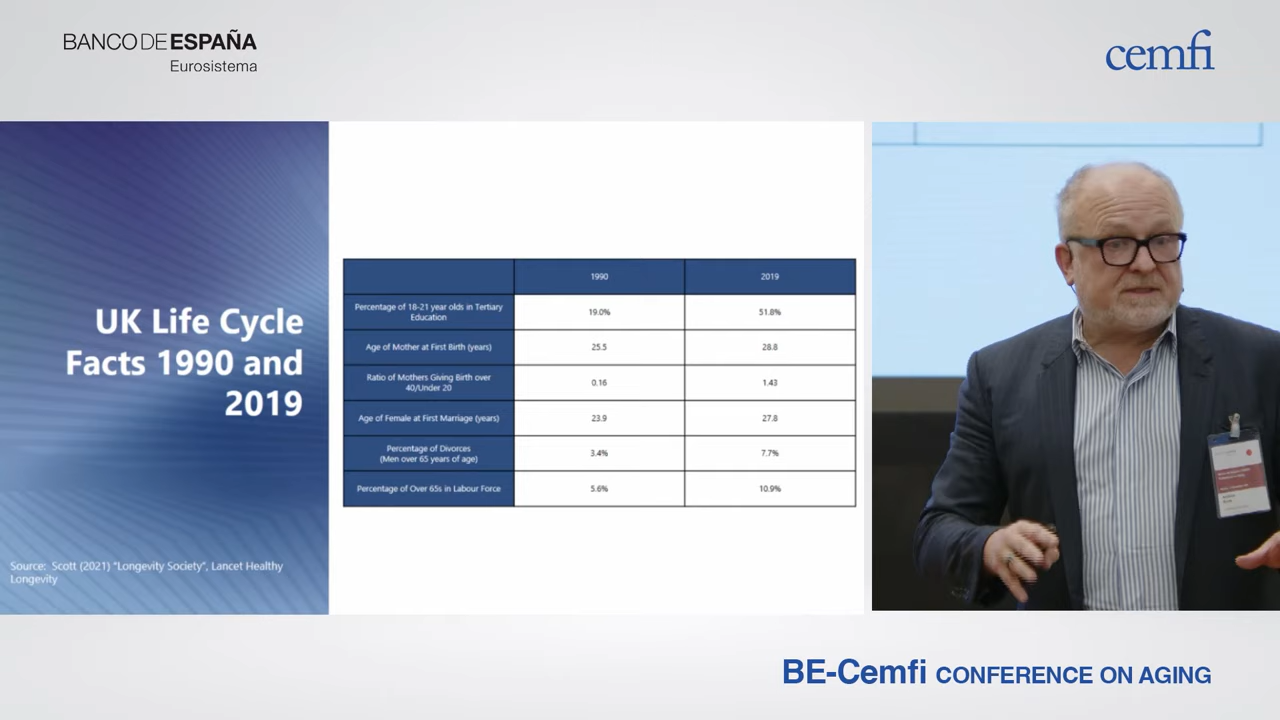 BANCO DE ESPAÑA
Eurosistema
cemfi
UK Life Cycle
Facts 1990 and
2019
Source: Scott (2021) "Longevity Society", Lancet Healthy
Longevity
1990 2019
Percentage of 18-21 year olds in Tertiary
Education
19.0% 51.8%
Age of Mother at First Birth (years) 25.5 28.8
Ratio of Mothers Giving Birth over
40/Under 20
0.16 1.43
Age of Female at First Marriage (years) 23.9 27.8
Percentage of Divorces
(Men over 65 years of age)
3.4% 7.7%
Percentage of Over 65s in Labour Force 5.6% 10.9%
BE-Cemfi CONFERENCE ON AGING